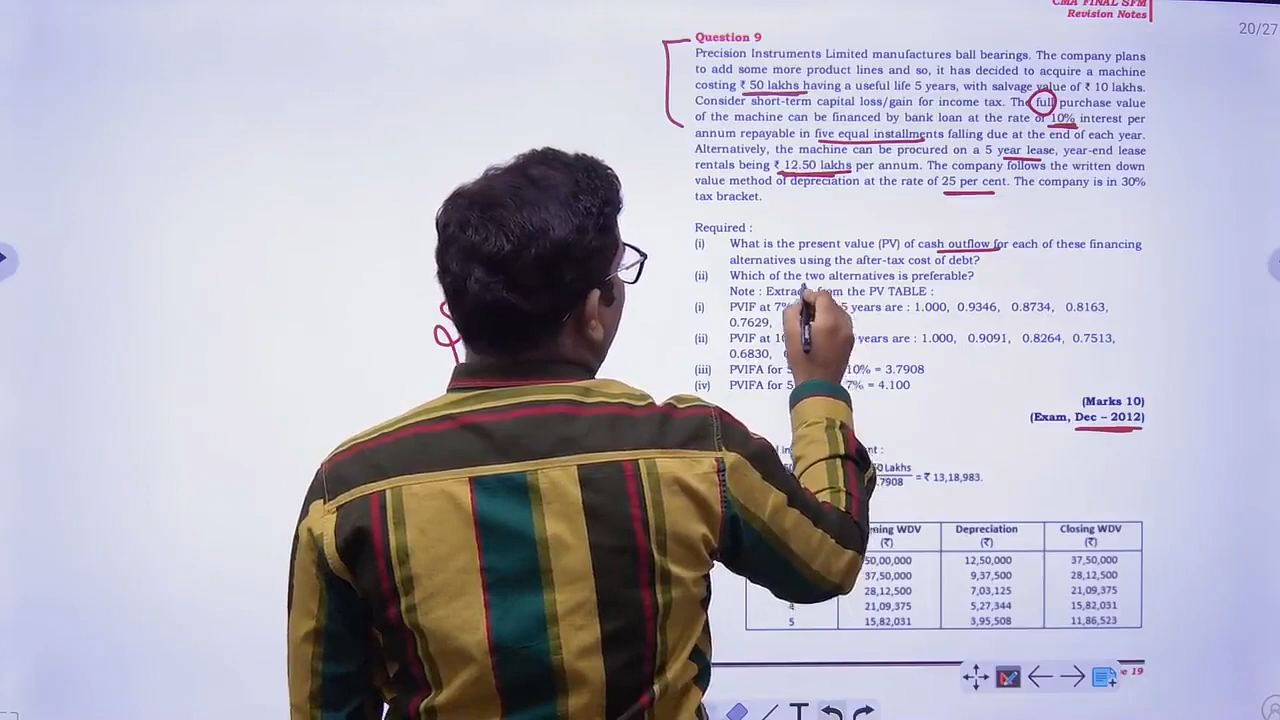 CMA FINAL SFM
Revision Notes
20/27
Question 9
Precision Instruments Limited manufactures ball bearings. The company plans
to add some more product lines and so, it has decided to acquire a machine
costing ₹ 50 lakhs having a useful life 5 years, with salvage value of ₹ 10 lakhs.
Consider short-term capital loss/gain for income tax. The full purchase value
of the machine can be financed by bank loan at the rate of 10% interest per
annum repayable in five equal installments falling due at the end of each year.
Alternatively, the machine can be procured on a 5 year lease, year-end lease
rentals being ₹ 12.50 lakhs per annum. The company follows the written down
value method of depreciation at the rate of 25 per cent. The company is in 30%
tax bracket.
Required :
(i) What is the present value (PV) of cash outflow for each of these financing
alternatives using the after-tax cost of debt?
(ii) Which of the two alternatives is preferable?
Note : from the PV TABLE :
(i) PVIF at 7% 5 years are : 1.000, 0.9346, 0.8734, 0.8163,
0.7629,
(ii) PVIF at years are : 1.000, 0.9091, 0.8264, 0.7513,
0.6830,
(iii) PVIFA for 5 10% = 3.7908
(iv) PVIFA for 5 7% = 4.100
(Marks 10)
(Exam, Dec – 2012)
Lakhs
= ₹ 13,18,983.
WDV Depreciation Closing WDV
(₹) (₹) (₹)
50,00,000 12,50,000 37,50,000
37,50,000 9,37,500 28,12,500
28,12,500 7,03,125 21,09,375
4 21,09,375 5,27,344 15,82,031
5 15,82,031 3,95,508 11,86,523
19
T